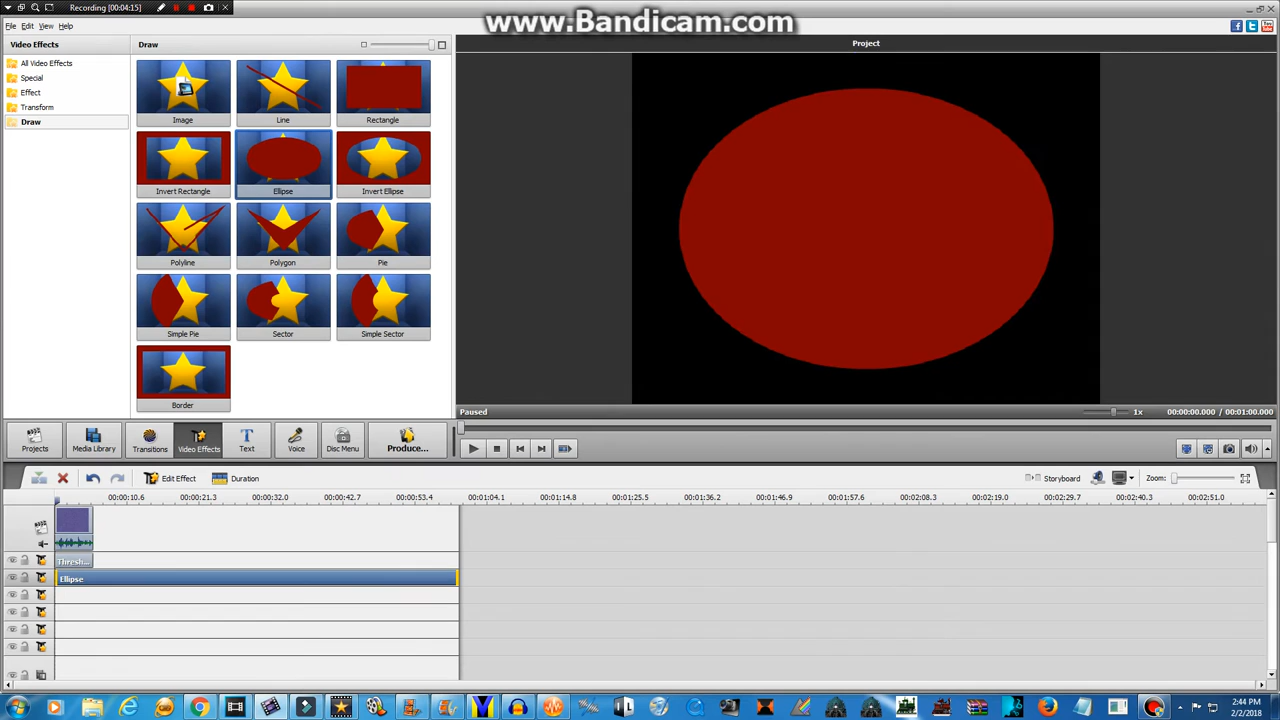 Recording [00:04:15]
www.Bandicam.com
File Edit View Help
Video Effects
Draw
Project
All Video Effects
Special
Effect
Transform
Draw
Image
Line
Rectangle
Invert Rectangle
Ellipse
Invert Ellipse
Polyline
Polygon
Pie
Simple Pie
Sector
Simple Sector
Border
Paused
1x
00:00:00.000 / 00:01:00.000
Projects
Media Library
Transitions
Video Effects
Text
Voice
Disc Menu
Produce...
Edit Effect
Duration
Storyboard
Zoom:
00:00:10.6 00:00:21.3 00:00:32.0 00:00:42.7 00:00:53.4 00:01:04.1 00:01:14.8 00:01:25.5 00:01:36.2 00:01:46.9 00:01:57.6 00:02:08.3 00:02:19.0 00:02:29.7 00:02:40.3 00:02:51.0
Thresh...
Ellipse
2:44 PM
2/2/2018